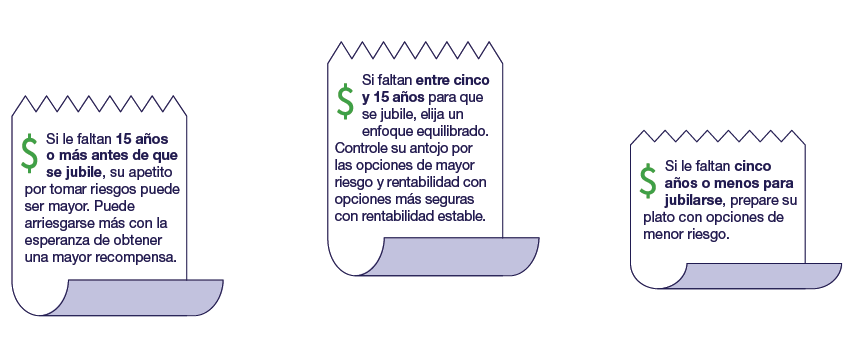 $ Si le faltan 15 años
o más antes de que
se jubile, su apetito
por tomar riesgos puede
ser mayor. Puede
arriesgarse más con la
esperanza de obtener
una mayor recompensa.
$ Si faltan entre cinco
y 15 años para que
se jubile, elija un
enfoque equilibrado.
Controle su antojo por
las opciones de mayor
riesgo y rentabilidad con
opciones más seguras
con rentabilidad estable.
$ Si le faltan cinco
años o menos para
jubilarse, prepare su
plato con opciones de
menor riesgo.